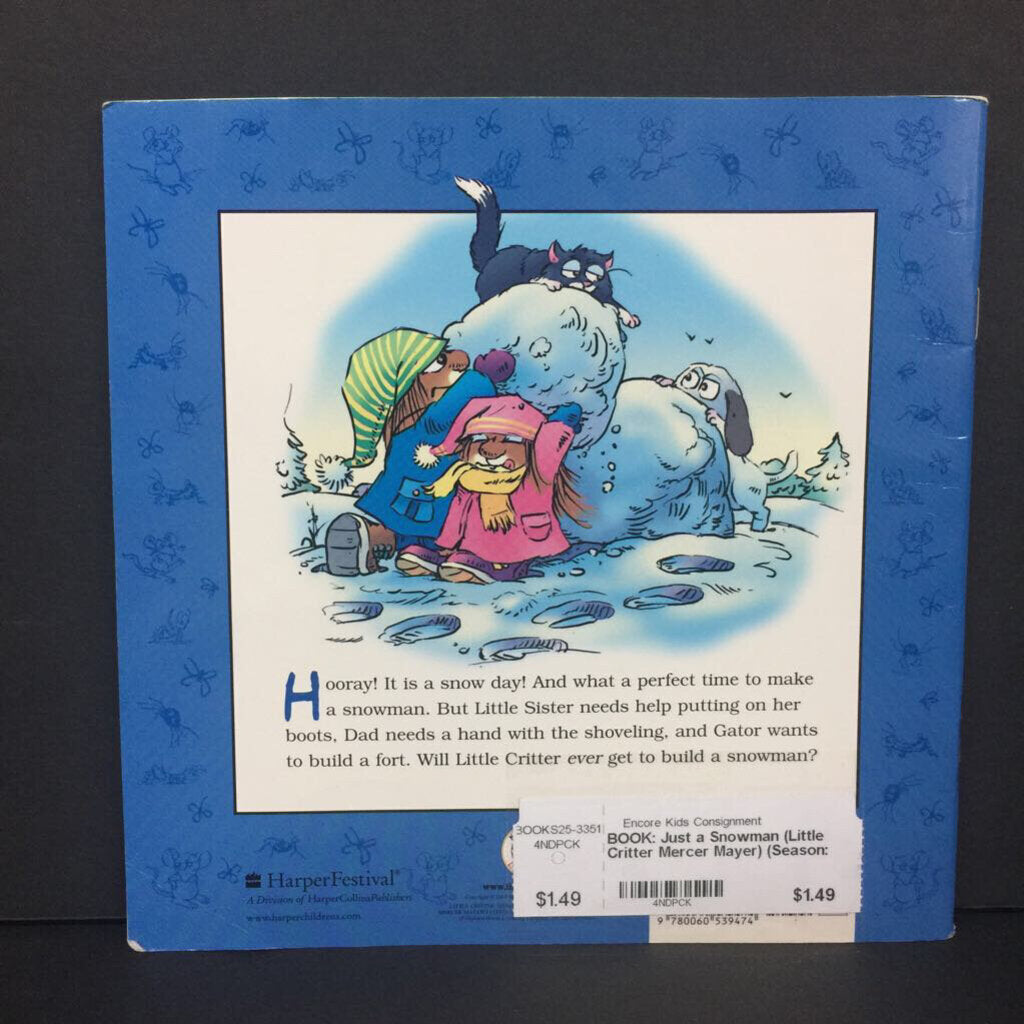 Hooray! It is a snow day! And what a perfect time to make
a snowman. But Little Sister needs help putting on her
boots, Dad needs a hand with the shoveling, and Gator wants
to build a fort. Will Little Critter ever get to build a snowman?
BOOKS25-3351
4NDPCK
$1.49
Encore Kids Consignment
BOOK: Just a Snowman (Little
Critter Mercer Mayer) (Season:
4NDPCK
$1.49
HarperFestival®
A Division of HarperCollinsPublishers
www.harperchildrens.com
9 780060 539474